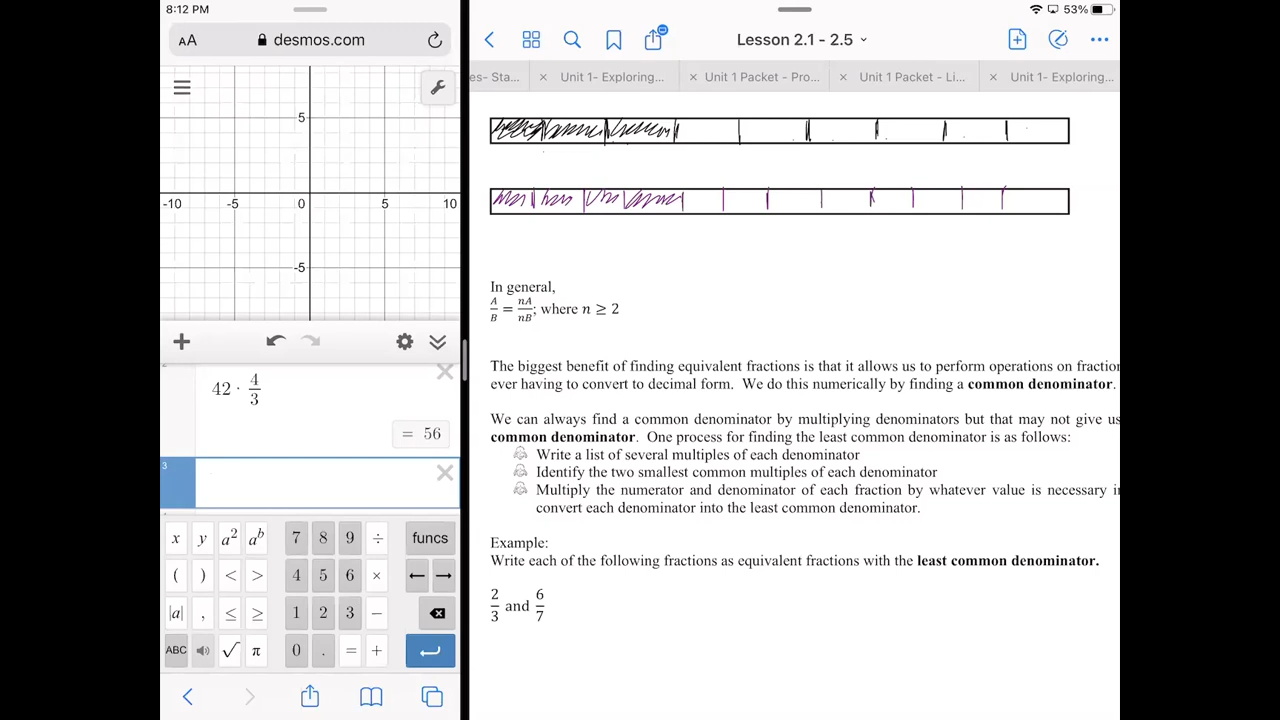 8:12 PM
53%
AA
desmos.com
Lesson 2.1 - 2.5
es- Sta...
Unit 1- Exploring...
Unit 1 Packet - Pro...
Unit 1 Packet - Li...
Unit 1- Exploring...
5
-10 -5 0 5 10
-5
42 · 4/3
= 56
3
x y a² aᵇ 7 8 9 ÷ funcs
( ) < > 4 5 6 × ← →
|a| , ≤ ≥ 1 2 3 −
ABC √ π 0 . = +
In general,
A/B = nA/nB; where n ≥ 2
The biggest benefit of finding equivalent fractions is that it allows us to perform operations on fraction
ever having to convert to decimal form. We do this numerically by finding a common denominator.
We can always find a common denominator by multiplying denominators but that may not give us
common denominator. One process for finding the least common denominator is as follows:
Write a list of several multiples of each denominator
Identify the two smallest common multiples of each denominator
Multiply the numerator and denominator of each fraction by whatever value is necessary i
convert each denominator into the least common denominator.
Example:
Write each of the following fractions as equivalent fractions with the least common denominator.
2/3 and 6/7